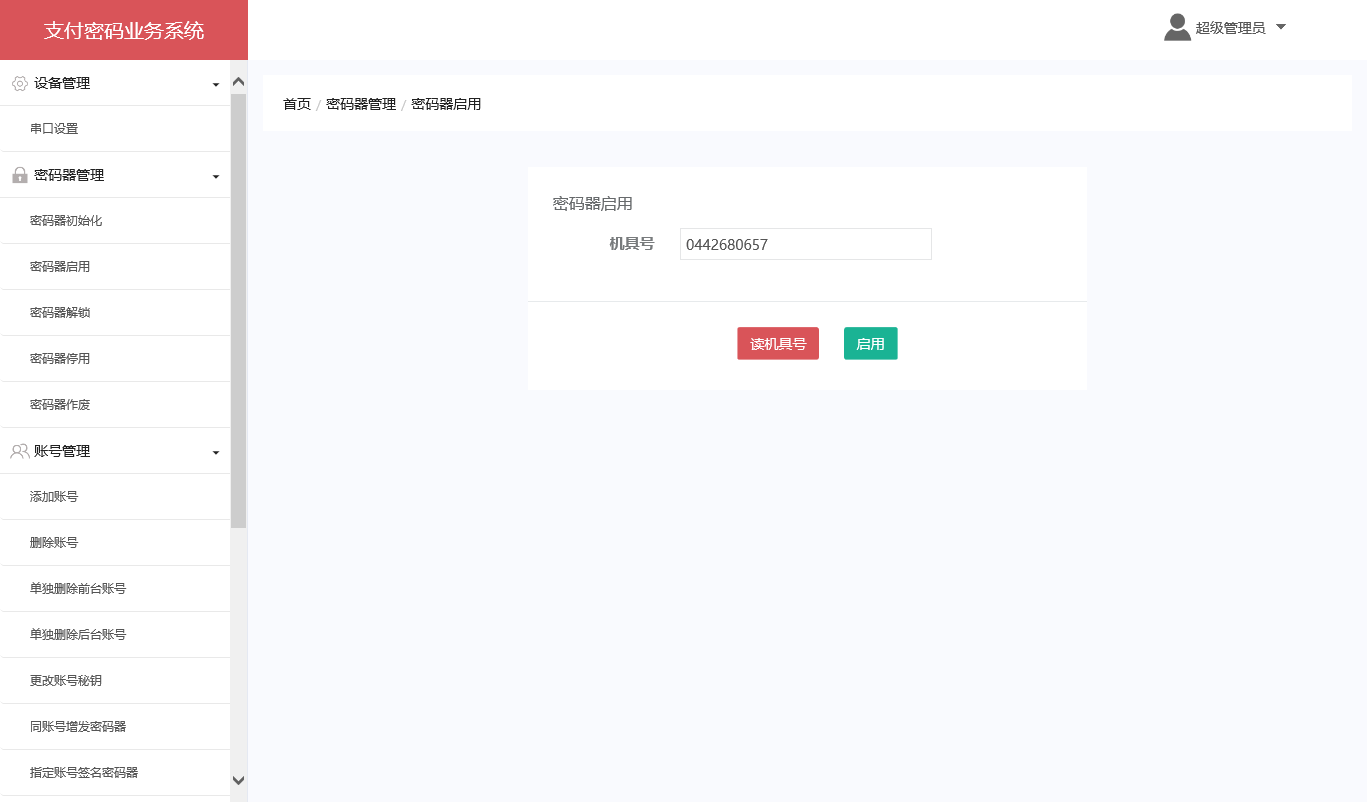 支付密码业务系统
超级管理员
设备管理
串口设置
密码器管理
密码器初始化
密码器启用
密码器解锁
密码器停用
密码器作废
账号管理
添加账号
删除账号
单独删除前台账号
单独删除后台账号
更改账号秘钥
同账号增发密码器
指定账号签名密码器
首页 / 密码器管理 / 密码器启用
密码器启用
机具号 0442680657
读机具号 启用